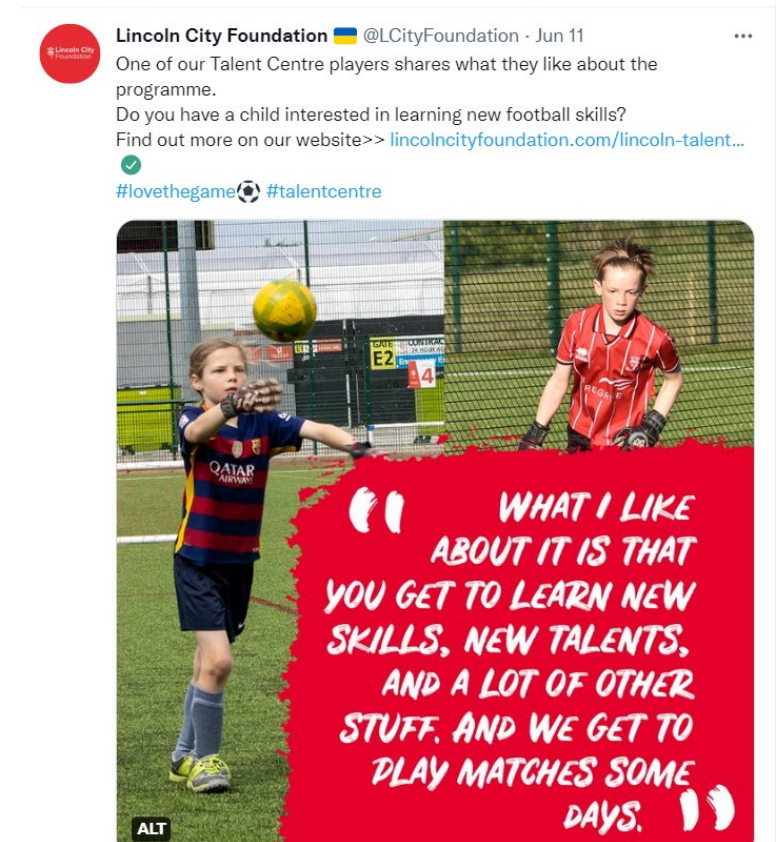 Lincoln City
Foundation
Lincoln City Foundation 🇺🇦 @LCityFoundation · Jun 11
One of our Talent Centre players shares what they like about the
programme.
Do you have a child interested in learning new football skills?
Find out more on our website>> lincolncityfoundation.com/lincoln-talent...
#lovethegame⚽ #talentcentre
GATE
E2
4
QATAR
AIRWAYS
WHAT I LIKE
ABOUT IT IS THAT
YOU GET TO LEARN NEW
SKILLS, NEW TALENTS,
AND A LOT OF OTHER
STUFF. AND WE GET TO
PLAY MATCHES SOME
DAYS.
ALT